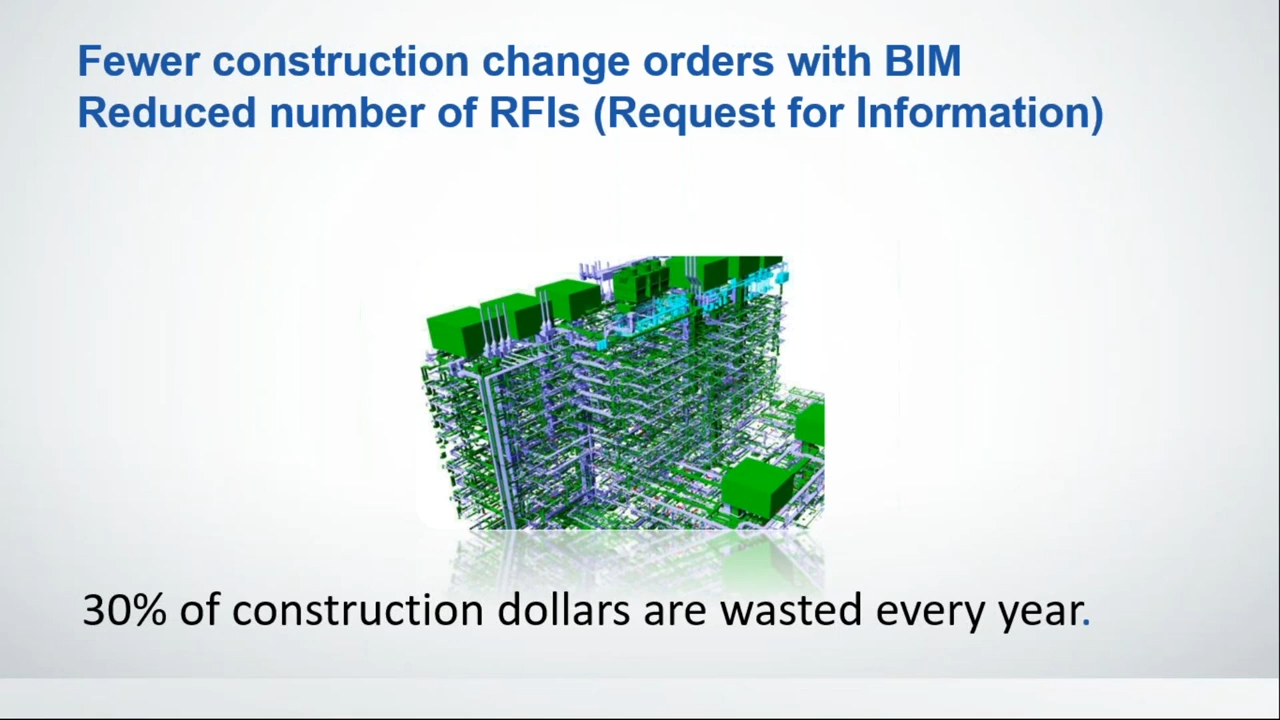 Fewer construction change orders with BIM
Reduced number of RFIs (Request for Information)
30% of construction dollars are wasted every year.